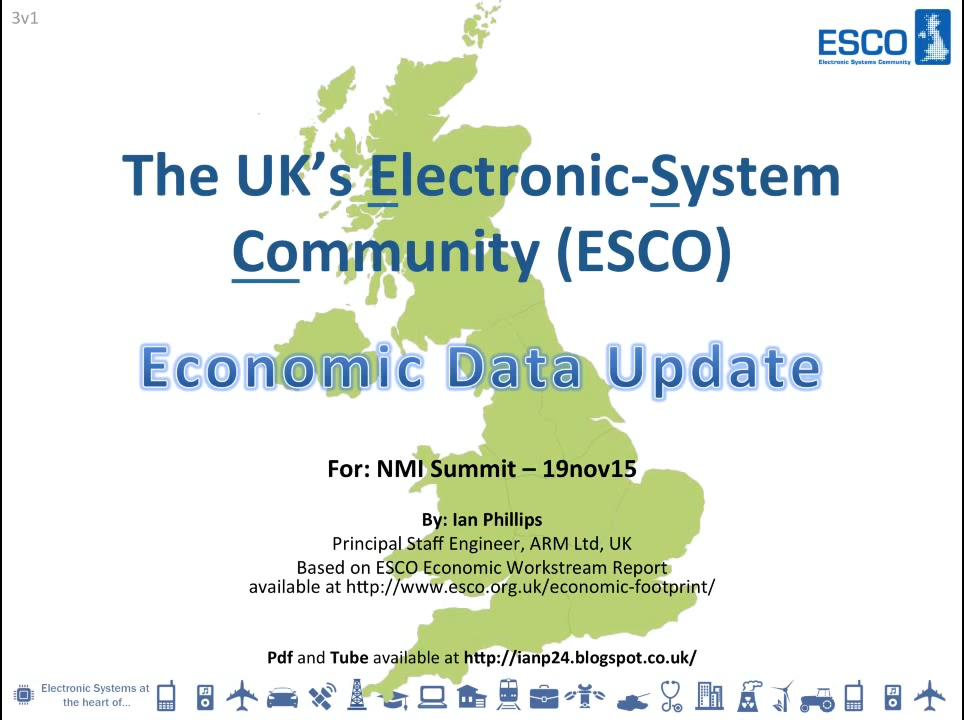 3v1
ESCO
Electronic Systems Community
The UK's Electronic-System
Community (ESCO)
Economic Data Update
For: NMI Summit – 19nov15
By: Ian Phillips
Principal Staff Engineer, ARM Ltd, UK
Based on ESCO Economic Workstream Report
available at http://www.esco.org.uk/economic-footprint/
Pdf and Tube available at http://ianp24.blogspot.co.uk/
Electronic Systems at
the heart of...